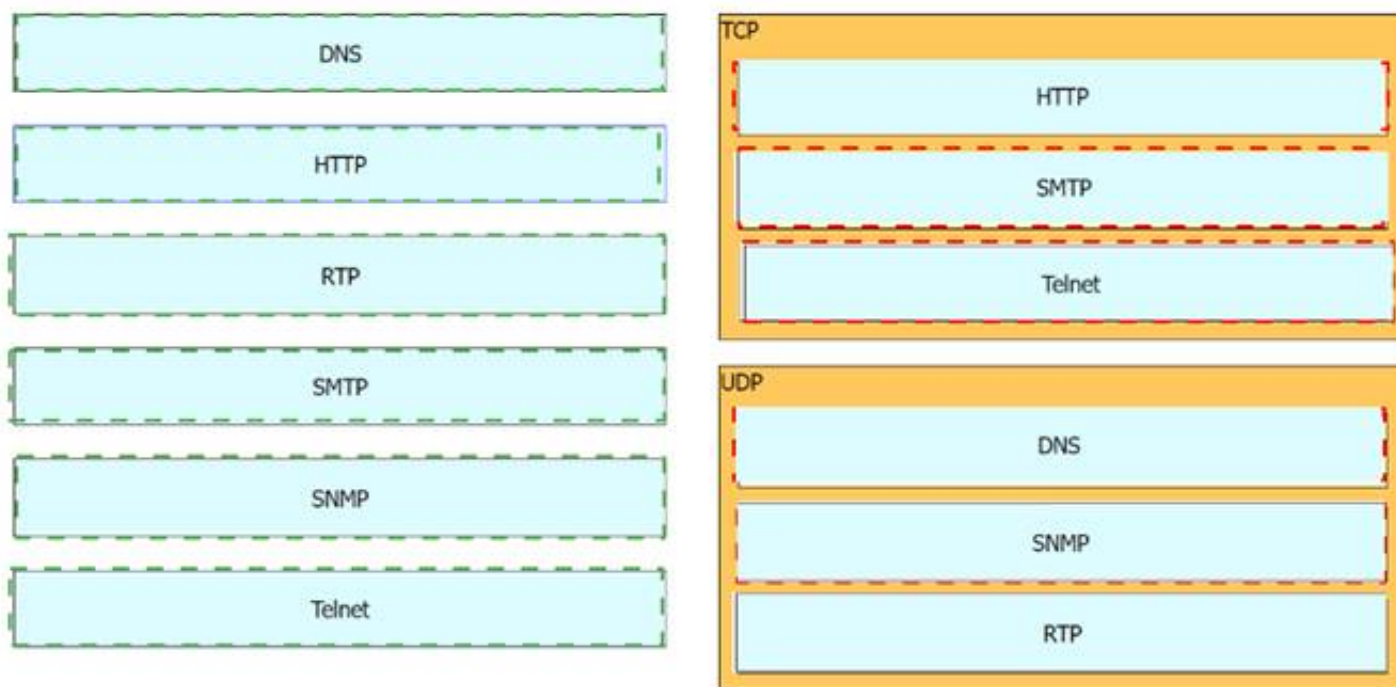 DNS
HTTP
RTP
SMTP
SNMP
Telnet
TCP
HTTP
SMTP
Telnet
UDP
DNS
SNMP
RTP